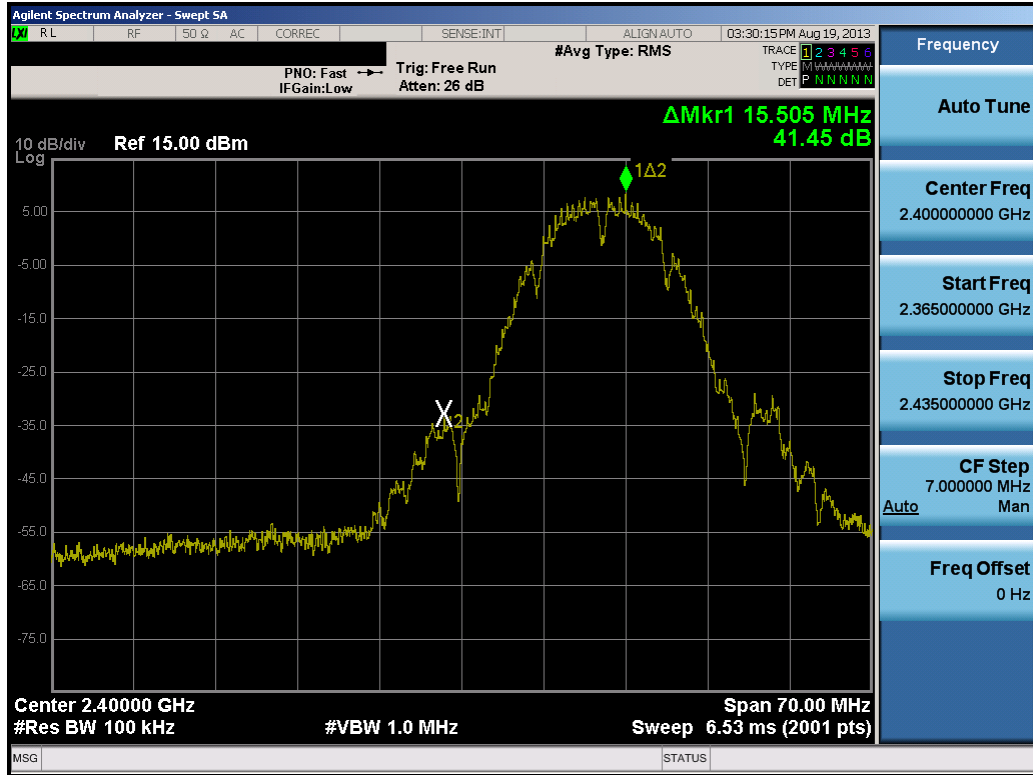 Agilent Spectrum Analyzer - Swept SA
LXI RL RF 50 Ω AC CORREC SENSE:INT ALIGN AUTO 03:30:15 PM Aug 19, 2013
#Avg Type: RMS
TRACE 1 2 3 4 5 6
TYPE M WWWWW
DET P N N N N N
PNO: Fast
IFGain:Low
Trig: Free Run
Atten: 26 dB
ΔMkr1 15.505 MHz
41.45 dB
10 dB/div Ref 15.00 dBm
Log
1Δ2
5.00
-5.00
-15.0
-25.0
-35.0
X2
-45.0
-55.0
-65.0
-75.0
Center 2.40000 GHz Span 70.00 MHz
#Res BW 100 kHz #VBW 1.0 MHz Sweep 6.53 ms (2001 pts)
MSG STATUS
Frequency
Auto Tune
Center Freq
2.400000000 GHz
Start Freq
2.365000000 GHz
Stop Freq
2.435000000 GHz
CF Step
7.000000 MHz
Auto Man
Freq Offset
0 Hz